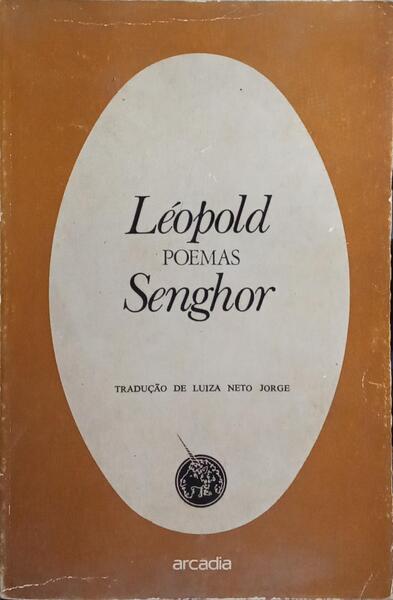 Léopold
POEMAS
Senghor
TRADUÇÃO DE LUIZA NETO JORGE
arcadia